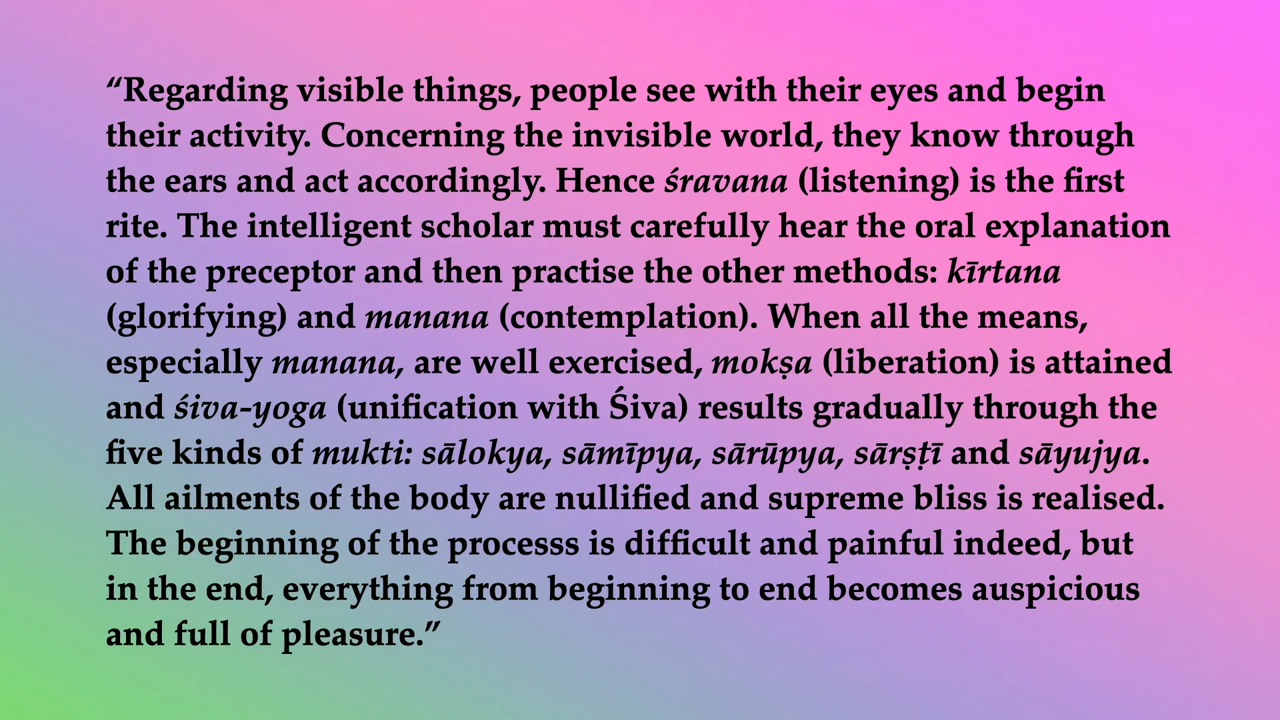 “Regarding visible things, people see with their eyes and begin
their activity. Concerning the invisible world, they know through
the ears and act accordingly. Hence śravana (listening) is the first
rite. The intelligent scholar must carefully hear the oral explanation
of the preceptor and then practise the other methods: kīrtana
(glorifying) and manana (contemplation). When all the means,
especially manana, are well exercised, mokṣa (liberation) is attained
and śiva-yoga (unification with Śiva) results gradually through the
five kinds of mukti: sālokya, sāmīpya, sārūpya, sārṣṭī and sāyujya.
All ailments of the body are nullified and supreme bliss is realised.
The beginning of the processs is difficult and painful indeed, but
in the end, everything from beginning to end becomes auspicious
and full of pleasure.”